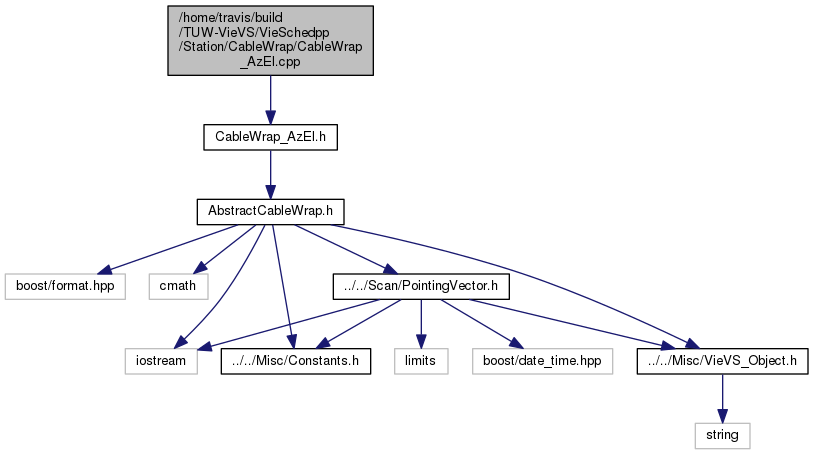 /home/travis/build
/TUW-VieVS/VieSchedpp
/Station/CableWrap/CableWrap
_AzEl.cpp
CableWrap_AzEl.h
AbstractCableWrap.h
boost/format.hpp
cmath
../../Scan/PointingVector.h
iostream
../../Misc/Constants.h
limits
boost/date_time.hpp
../../Misc/VieVS_Object.h
string